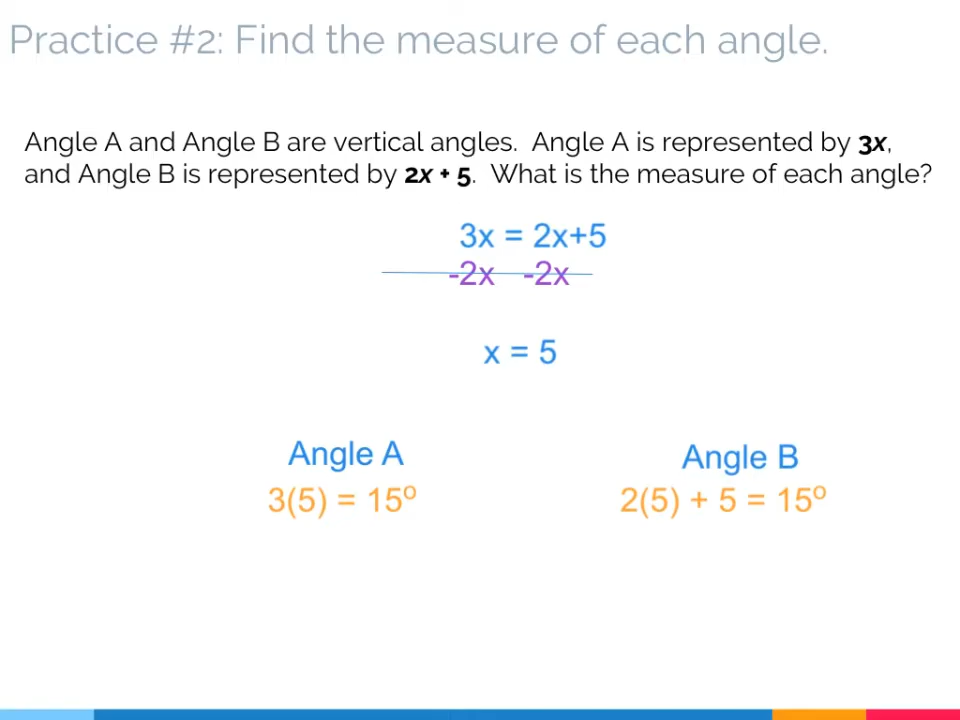 Practice #2: Find the measure of each angle.
Angle A and Angle B are vertical angles.  Angle A is represented by 3x,
and Angle B is represented by 2x + 5.  What is the measure of each angle?
3x = 2x+5
-2x   -2x
x = 5
Angle A
Angle B
3(5) = 15º
2(5) + 5 = 15º